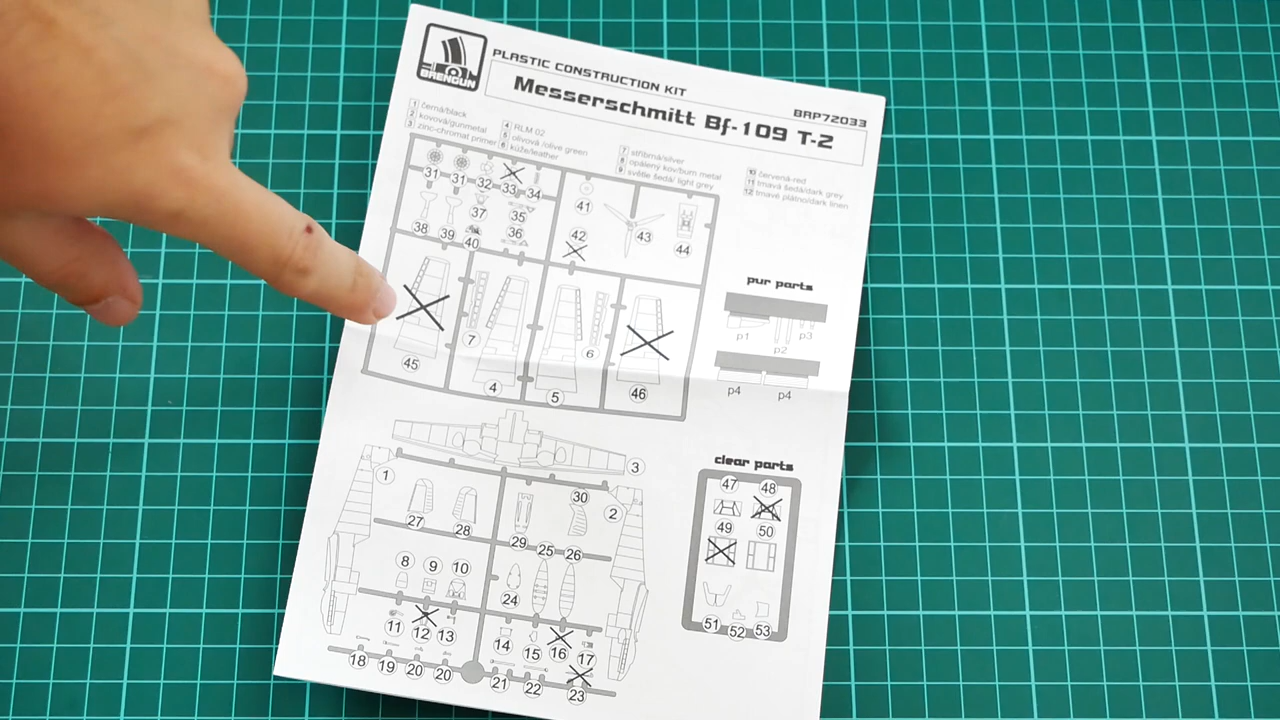 BRENGUN
PLASTIC CONSTRUCTION KIT
BRP72033
Messerschmitt Bf-109 T-2
1 černá/black
2 kovová/gunmetal
3 zinc-chromat primer
4 RLM 02
5 olivová /olive green
6 kůže/leather
7 stříbrná/silver
8 opálený kov/burn metal
9 světle šedá/ light grey
10 červená-red
11 tmavá šedá/dark grey
12 tmavé plátno/dark linen
31 31 32 33 34
41
37 35
38 39 40 36
42 43 44
7 6
45 4 5 46
pur parts
p1 p2 p3
p4 p4
3
1 2
27 28 29 30
8 9 10 24 25 26
11 12 13 14 15 16 17
18 19 20 20 21 22 23
clear parts
47 48
49 50
51 52 53